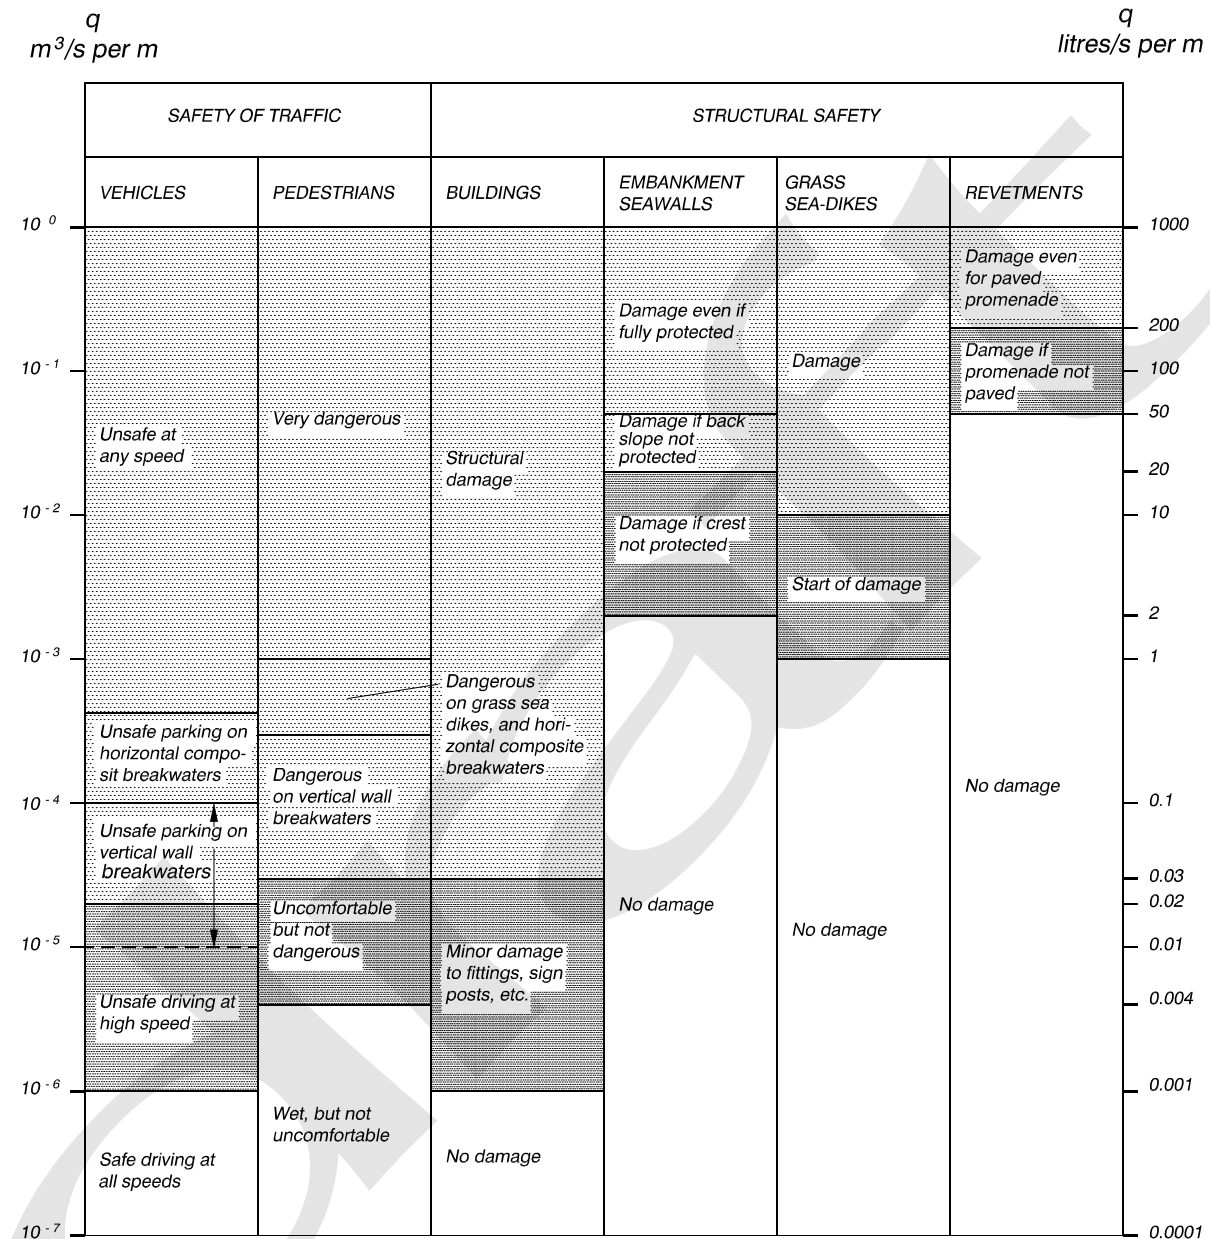 q
m³/s per m
q
litres/s per m
SAFETY OF TRAFFIC
STRUCTURAL SAFETY
VEHICLES
PEDESTRIANS
BUILDINGS
EMBANKMENT
SEAWALLS
GRASS
SEA-DIKES
REVETMENTS
10 ⁰
10 ⁻¹
10 ⁻²
10 ⁻³
10 ⁻⁴
10 ⁻⁵
10 ⁻⁶
10 ⁻⁷
Unsafe at
any speed
Unsafe parking on
horizontal compo-
sit breakwaters
Unsafe parking on
vertical wall
breakwaters
Unsafe driving at
high speed
Safe driving at
all speeds
Very dangerous
Dangerous
on grass sea
dikes, and hori-
zontal composite
breakwaters
Dangerous
on vertical wall
breakwaters
Uncomfortable
but not
dangerous
Wet, but not
uncomfortable
Structural
damage
Minor damage
to fittings, sign
posts, etc.
No damage
Damage even if
fully protected
Damage if back
slope not
protected
Damage if crest
not protected
No damage
Damage
Start of damage
No damage
Damage even
for paved
promenade
Damage if
promenade not
paved
No damage
1000
200
100
50
20
10
2
1
0.1
0.03
0.02
0.01
0.004
0.001
0.0001
draft